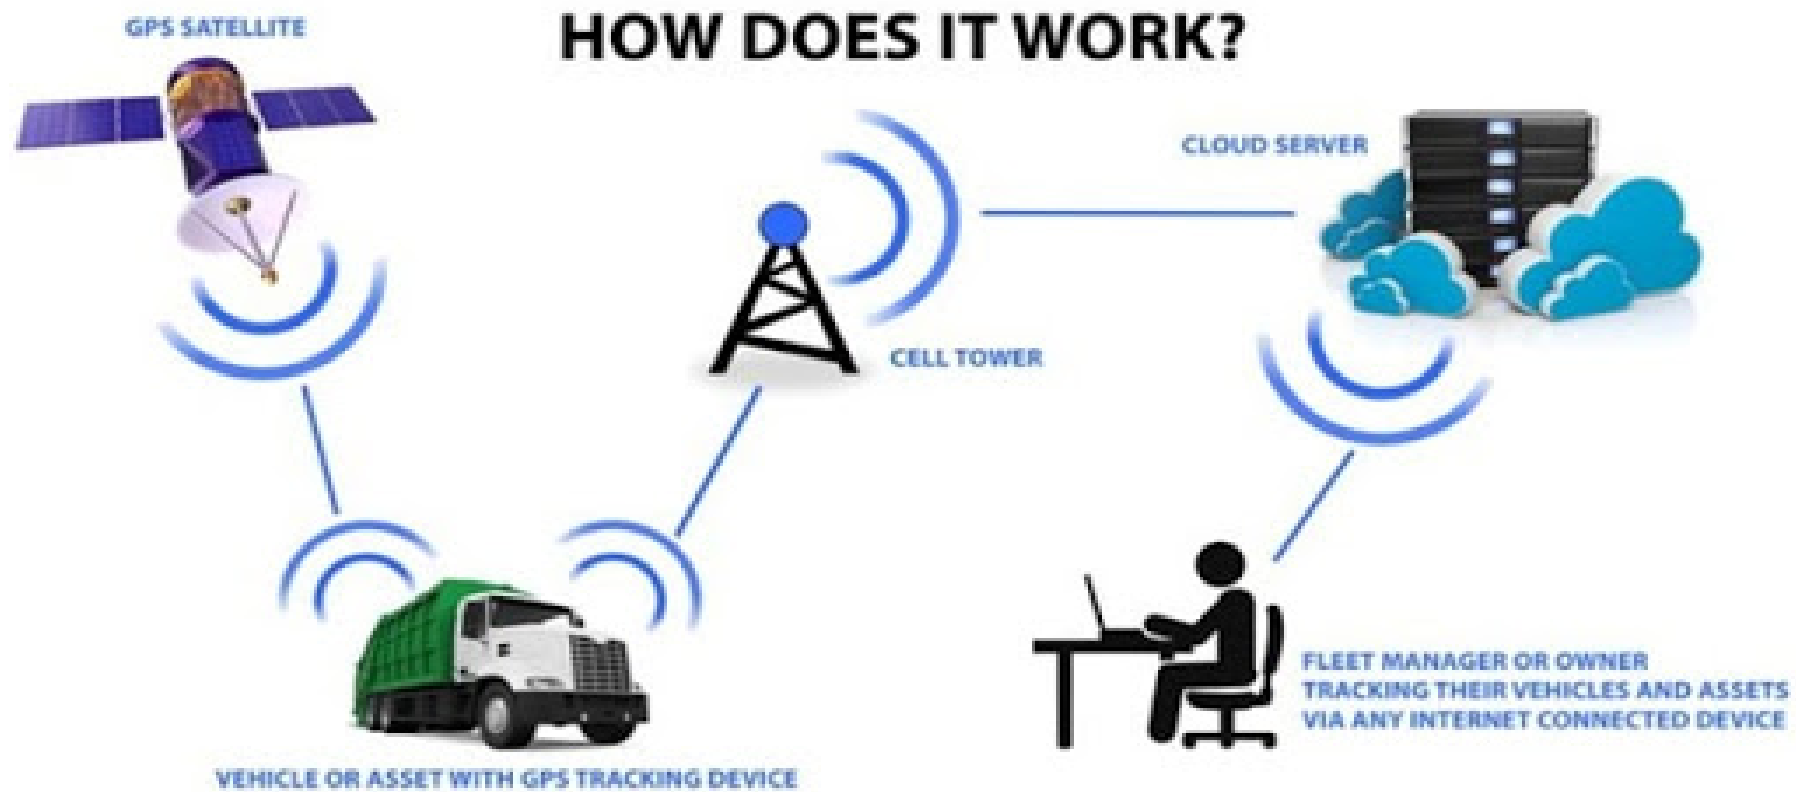 GPS SATELLITE
HOW DOES IT WORK?
CLOUD SERVER
CELL TOWER
FLEET MANAGER OR OWNER
TRACKING THEIR VEHICLES AND ASSETS
VIA ANY INTERNET CONNECTED DEVICE
VEHICLE OR ASSET WITH GPS TRACKING DEVICE